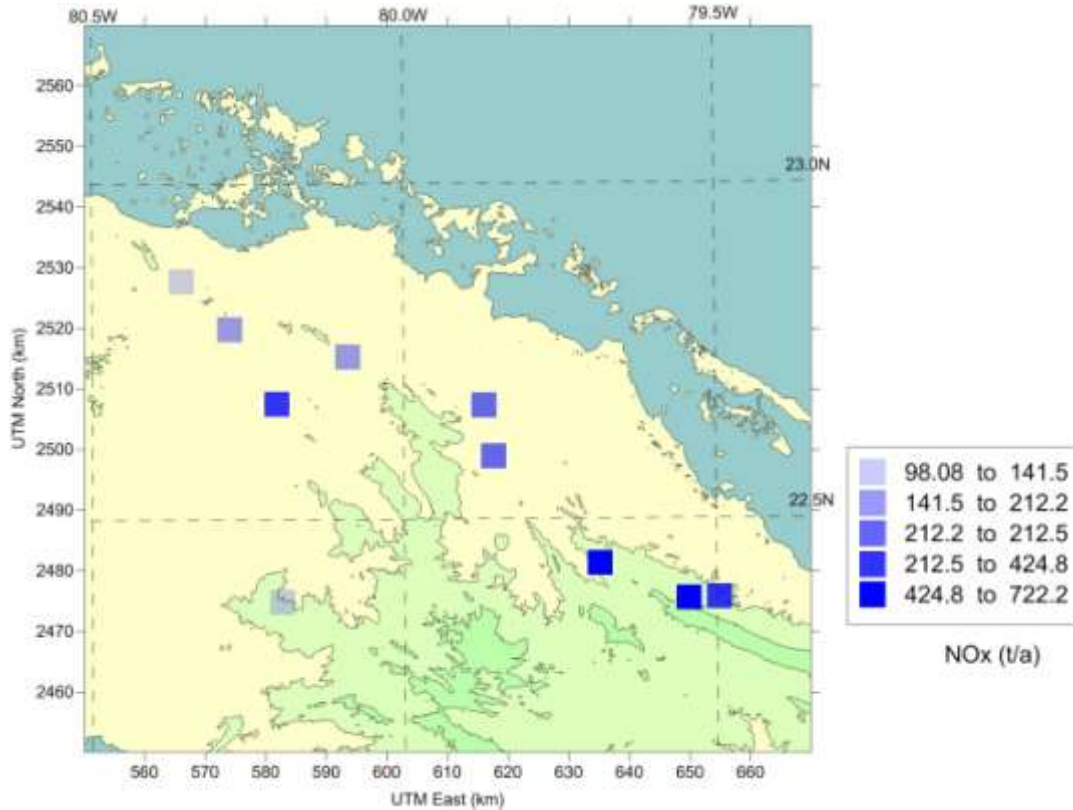 80.5W 80.0W 79.5W
2560
2550
23.0N
2540
2530
2520
2510
2500
22.5N
2490
2480
2470
2460
UTM North (km)
560 570 580 590 600 610 620 630 640 650 660
UTM East (km)
98.08 to 141.5
141.5 to 212.2
212.2 to 212.5
212.5 to 424.8
424.8 to 722.2
NOx (t/a)